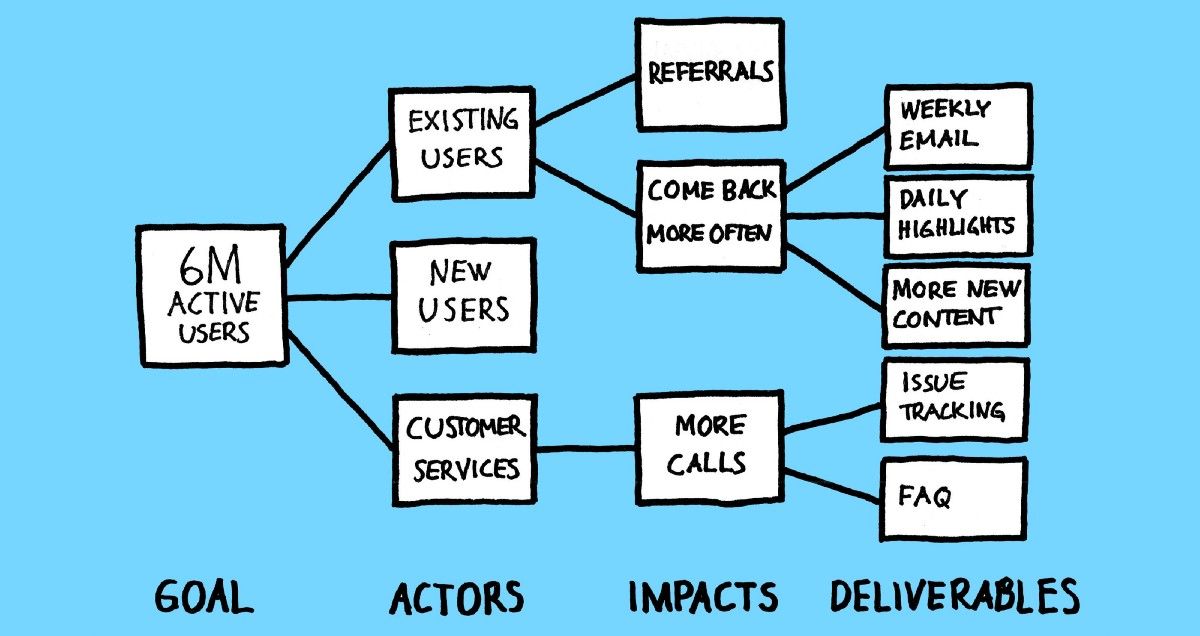 6M
ACTIVE
USERS
EXISTING
USERS
NEW
USERS
CUSTOMER
SERVICES
REFERRALS
COME BACK
MORE OFTEN
MORE
CALLS
WEEKLY
EMAIL
DAILY
HIGHLIGHTS
MORE NEW
CONTENT
ISSUE
TRACKING
FAQ
GOAL
ACTORS
IMPACTS
DELIVERABLES